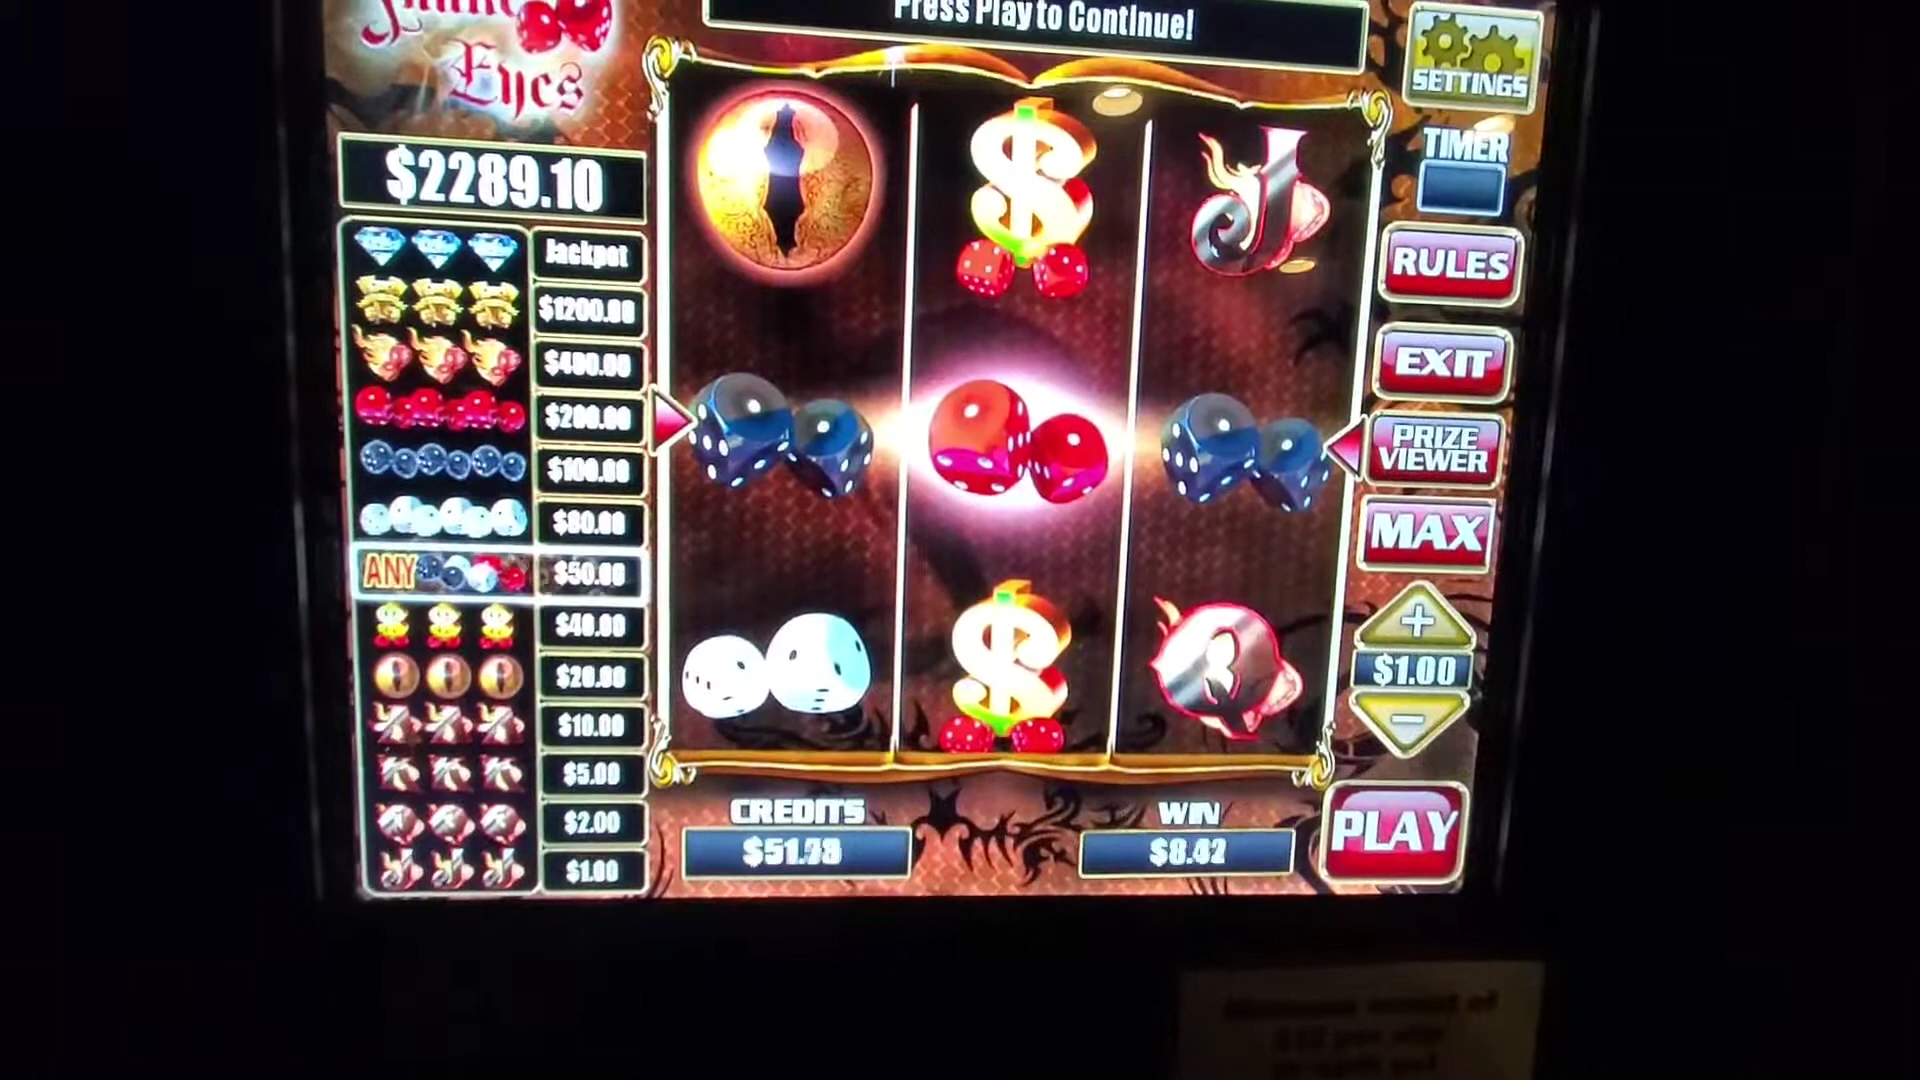 Press Play to Continue!
Snake
Eyes
SETTINGS
TIMER
$2289.10
Jackpot
$1200.00
$400.00
$200.00
$100.00
$80.00
ANY $50.00
$40.00
$20.00
$10.00
$5.00
$2.00
$1.00
RULES
EXIT
PRIZE
VIEWER
MAX
+
$1.00
-
CREDITS
WIN
$8.42
PLAY